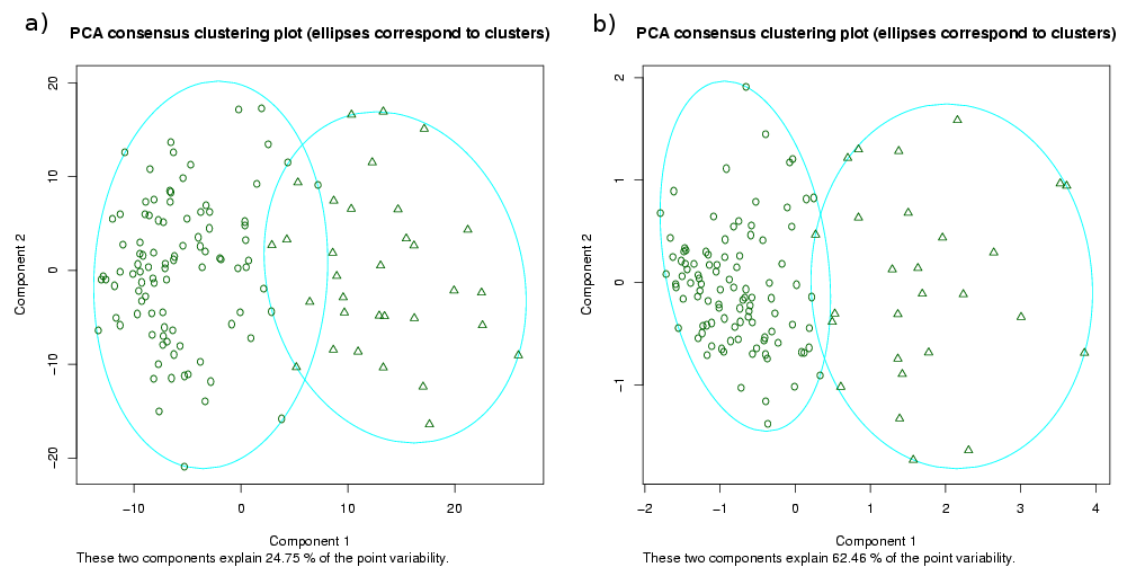 a) PCA consensus clustering plot (ellipses correspond to clusters)
20
10
0
−10
−20
Component 2
−10 0 10 20
Component 1
These two components explain 24.75 % of the point variability.
b) PCA consensus clustering plot (ellipses correspond to clusters)
2
1
0
−1
Component 2
−2 −1 0 1 2 3 4
Component 1
These two components explain 62.46 % of the point variability.